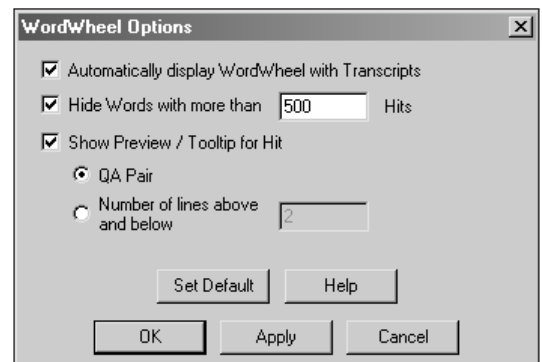 WordWheel Options
Automatically display WordWheel with Transcripts
Hide Words with more than 500 Hits
Show Preview / Tooltip for Hit
QA Pair
Number of lines above
and below 2
Set Default Help
OK Apply Cancel